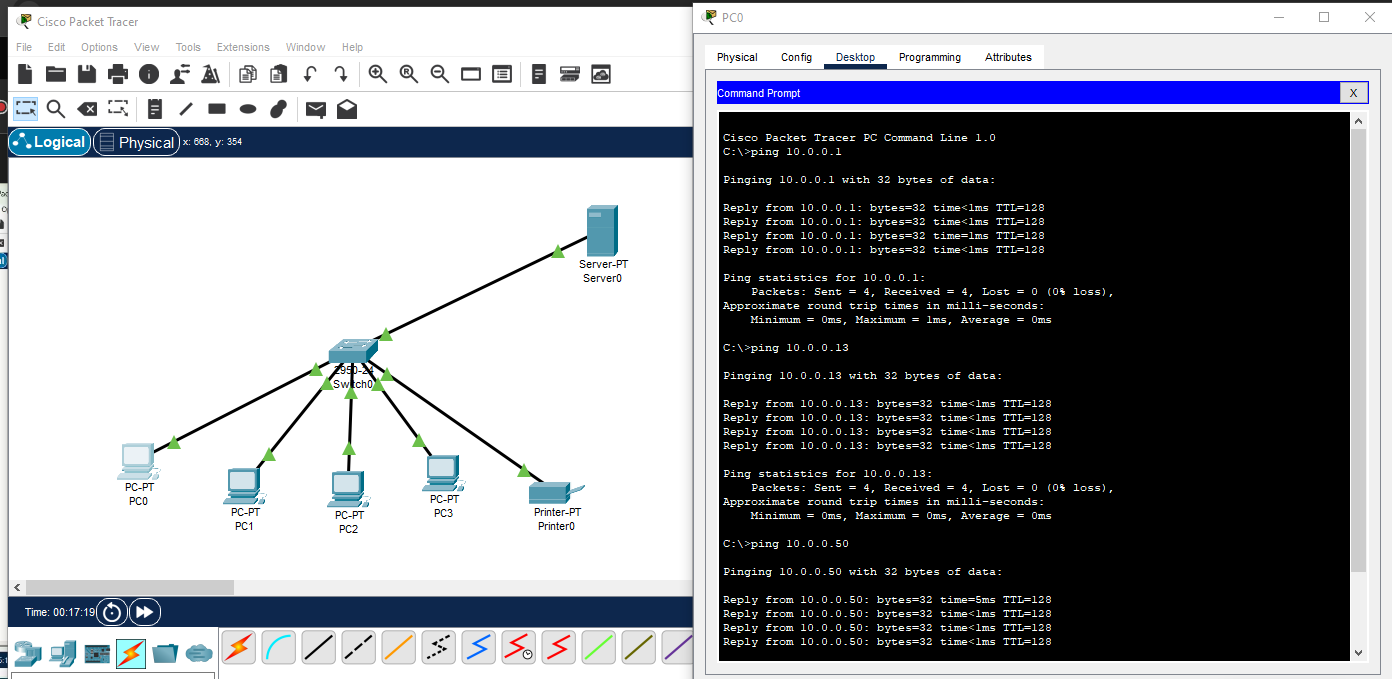 Cisco Packet Tracer
File Edit Options View Tools Extensions Window Help
Logical Physical x: 668, y: 354
Server-PT
Server0
2950-24
Switch0
PC-PT
PC0
PC-PT
PC1
PC-PT
PC2
PC-PT
PC3
Printer-PT
Printer0
Time: 00:17:19
PC0
Physical Config Desktop Programming Attributes
Command Prompt X
Cisco Packet Tracer PC Command Line 1.0
C:\>ping 10.0.0.1
Pinging 10.0.0.1 with 32 bytes of data:
Reply from 10.0.0.1: bytes=32 time<1ms TTL=128
Reply from 10.0.0.1: bytes=32 time<1ms TTL=128
Reply from 10.0.0.1: bytes=32 time=1ms TTL=128
Reply from 10.0.0.1: bytes=32 time<1ms TTL=128
Ping statistics for 10.0.0.1:
Packets: Sent = 4, Received = 4, Lost = 0 (0% loss),
Approximate round trip times in milli-seconds:
Minimum = 0ms, Maximum = 1ms, Average = 0ms
C:\>ping 10.0.0.13
Pinging 10.0.0.13 with 32 bytes of data:
Reply from 10.0.0.13: bytes=32 time<1ms TTL=128
Reply from 10.0.0.13: bytes=32 time<1ms TTL=128
Reply from 10.0.0.13: bytes=32 time<1ms TTL=128
Reply from 10.0.0.13: bytes=32 time<1ms TTL=128
Ping statistics for 10.0.0.13:
Packets: Sent = 4, Received = 4, Lost = 0 (0% loss),
Approximate round trip times in milli-seconds:
Minimum = 0ms, Maximum = 0ms, Average = 0ms
C:\>ping 10.0.0.50
Pinging 10.0.0.50 with 32 bytes of data:
Reply from 10.0.0.50: bytes=32 time=5ms TTL=128
Reply from 10.0.0.50: bytes=32 time<1ms TTL=128
Reply from 10.0.0.50: bytes=32 time<1ms TTL=128
Reply from 10.0.0.50: bytes=32 time<1ms TTL=128